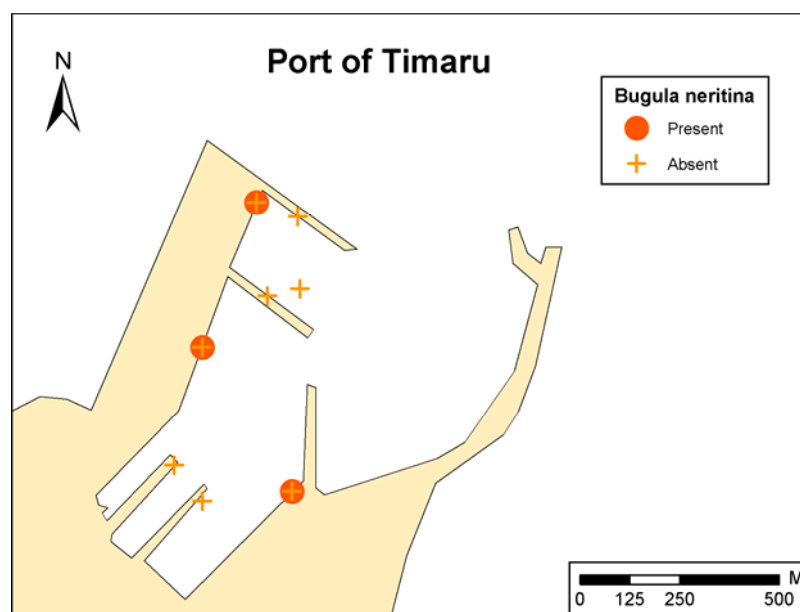 Port of Timaru
N
Bugula neritina
Present
Absent
M
0 125 250 500